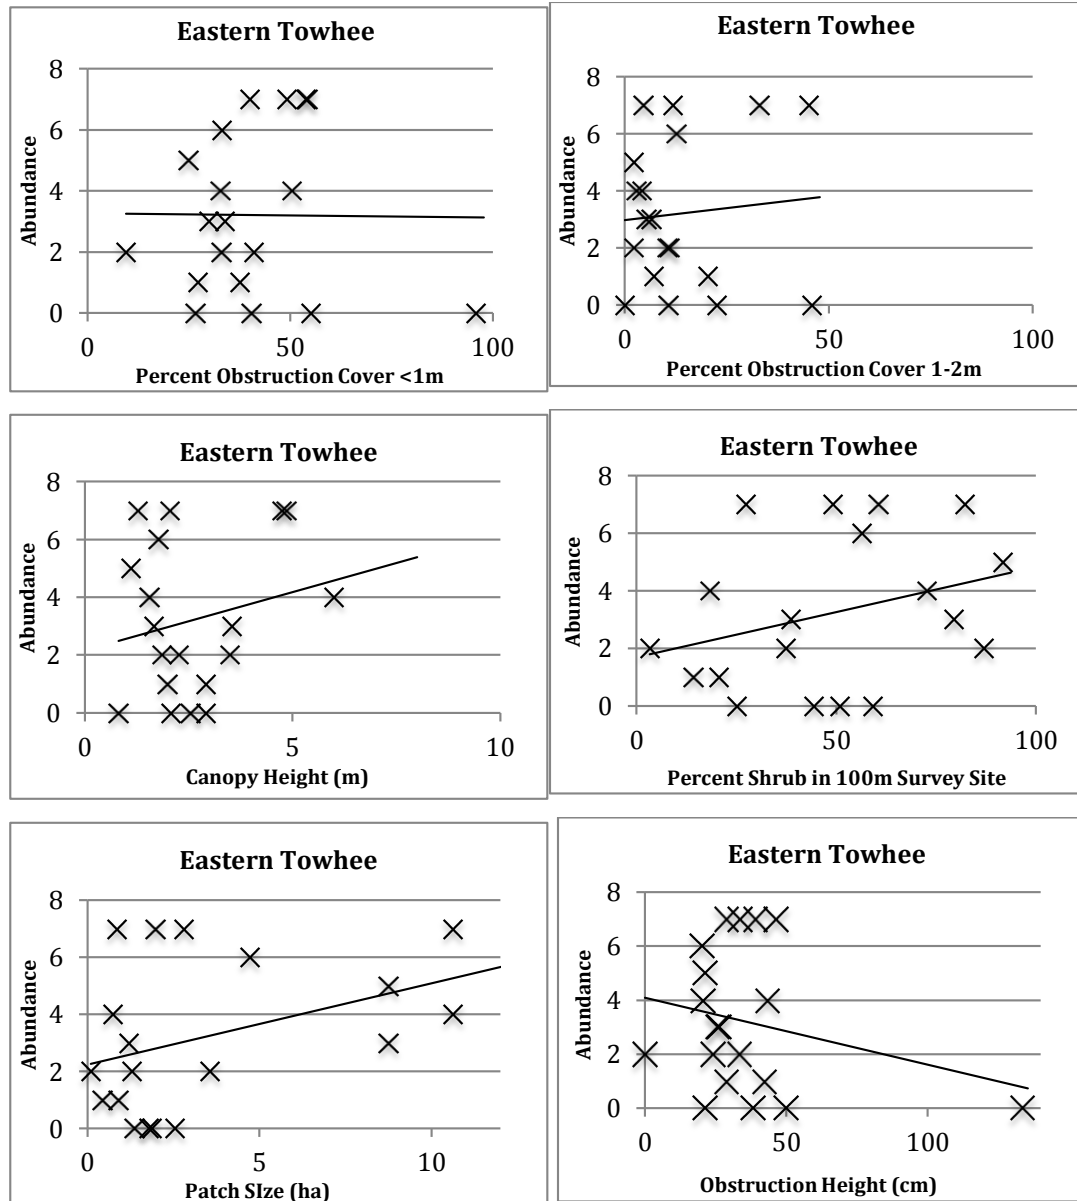 Eastern Towhee
8
6
4
2
0
Abundance
0 50 100
Percent Obstruction Cover <1m
Eastern Towhee
8
6
4
2
0
Abundance
0 50 100
Percent Obstruction Cover 1-2m
Eastern Towhee
8
6
4
2
0
Abundance
0 5 10
Canopy Height (m)
Eastern Towhee
8
6
4
2
0
Abundance
0 50 100
Percent Shrub in 100m Survey Site
Eastern Towhee
8
6
4
2
0
Abundance
0 5 10
Patch SIze (ha)
Eastern Towhee
8
6
4
2
0
Abundance
0 50 100
Obstruction Height (cm)